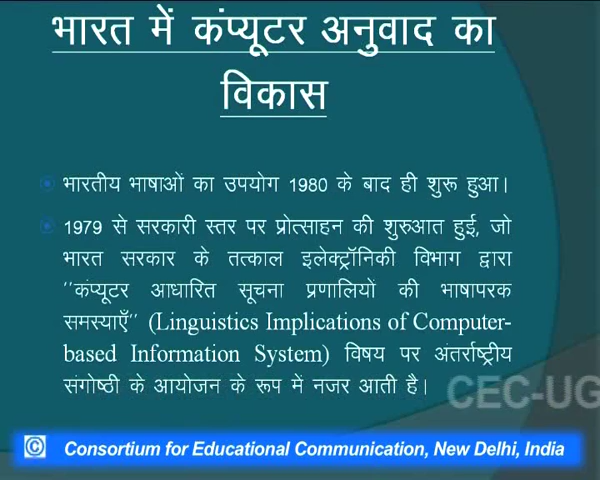 भारत में कंप्यूटर अनुवाद का
विकास
भारतीय भाषाओं का उपयोग 1980 के बाद ही शुरू हुआ।
1979 से सरकारी स्तर पर प्रोत्साहन की शुरुआत हुई, जो
भारत सरकार के तत्काल इलेक्ट्रॉनिकी विभाग द्वारा
''कंप्यूटर आधारित सूचना प्रणालियों की भाषापरक
समस्याएँ'' (Linguistics Implications of Computer-
based Information System) विषय पर अंतर्राष्ट्रीय
संगोष्ठी के आयोजन के रूप में नजर आती है।
CEC-UG
© Consortium for Educational Communication, New Delhi, India